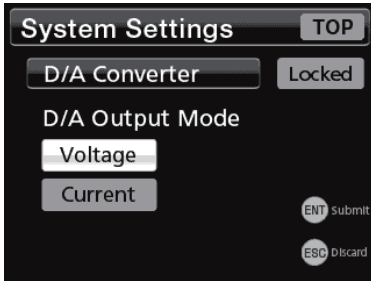 System Settings TOP
D/A Converter Locked
D/A Output Mode
Voltage
Current
ENT Submit
ESC Discard